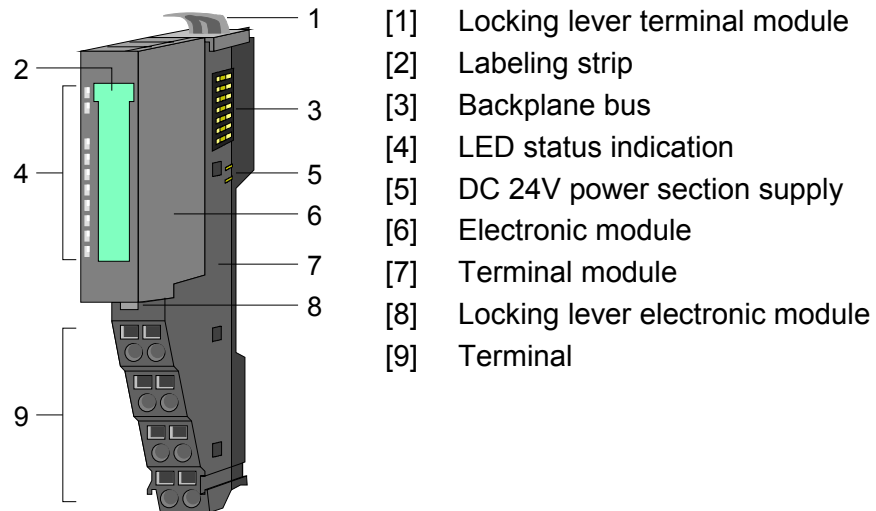 1
2
3
4
5
6
7
8
9
[1] Locking lever terminal module
[2] Labeling strip
[3] Backplane bus
[4] LED status indication
[5] DC 24V power section supply
[6] Electronic module
[7] Terminal module
[8] Locking lever electronic module
[9] Terminal